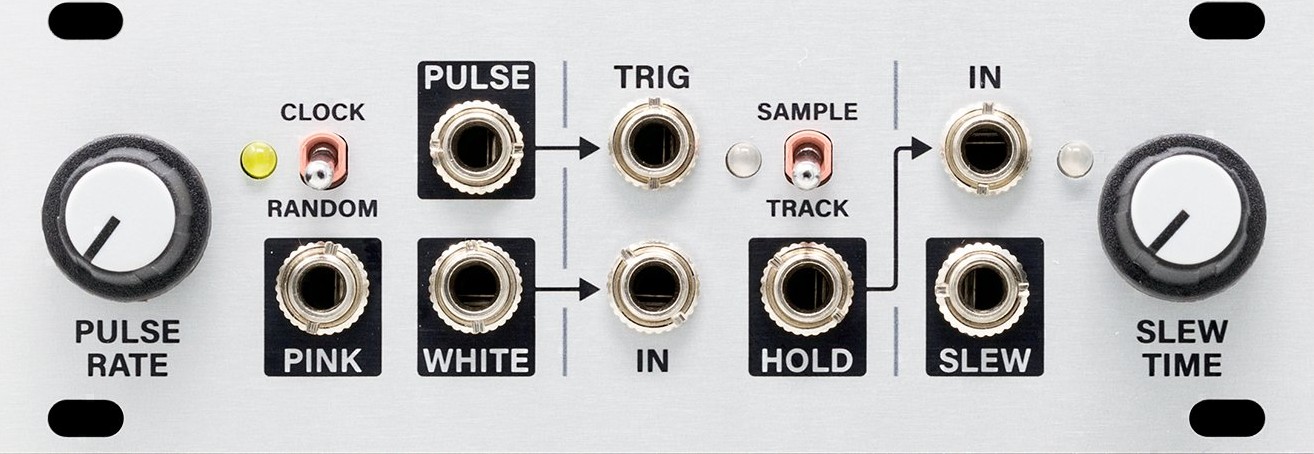 PULSE
TRIG
IN
CLOCK
SAMPLE
RANDOM
TRACK
PULSE
RATE
PINK
WHITE
IN
HOLD
SLEW
SLEW
TIME